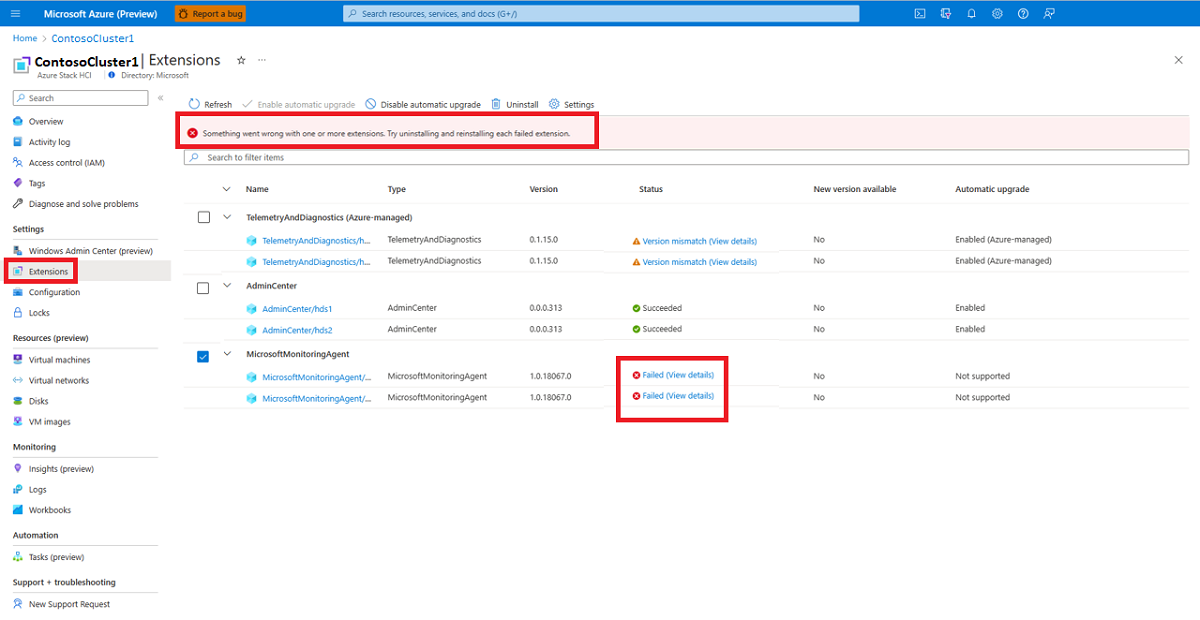 Microsoft Azure (Preview)
Report a bug
Search resources, services, and docs (G+/)
Home > ContosoCluster1
ContosoCluster1 | Extensions
Azure Stack HCI
Directory: Microsoft
Search
Refresh
Enable automatic upgrade
Disable automatic upgrade
Uninstall
Settings
Something went wrong with one or more extensions. Try uninstalling and reinstalling each failed extension.
Search to filter items
Overview
Activity log
Access control (IAM)
Tags
Diagnose and solve problems
Settings
Windows Admin Center (preview)
Extensions
Configuration
Locks
Resources (preview)
Virtual machines
Virtual networks
Disks
VM images
Monitoring
Insights (preview)
Logs
Workbooks
Automation
Tasks (preview)
Support + troubleshooting
New Support Request
Name Type Version Status New version available Automatic upgrade
TelemetryAndDiagnostics (Azure-managed)
TelemetryAndDiagnostics/h... TelemetryAndDiagnostics 0.1.15.0 Version mismatch (View details) No Enabled (Azure-managed)
TelemetryAndDiagnostics/h... TelemetryAndDiagnostics 0.1.15.0 Version mismatch (View details) No Enabled (Azure-managed)
AdminCenter
AdminCenter/hds1 AdminCenter 0.0.0.313 Succeeded No Enabled
AdminCenter/hds2 AdminCenter 0.0.0.313 Succeeded No Enabled
MicrosoftMonitoringAgent
MicrosoftMonitoringAgent/... MicrosoftMonitoringAgent 1.0.18067.0 Failed (View details) No Not supported
MicrosoftMonitoringAgent/... MicrosoftMonitoringAgent 1.0.18067.0 Failed (View details) No Not supported